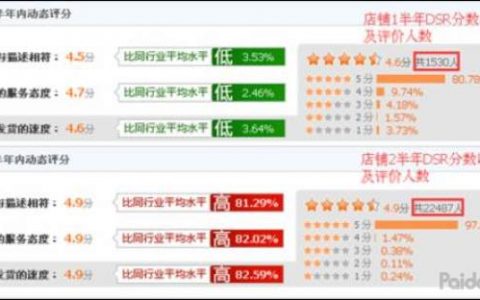 半年内动态评分
店铺1半年DSR分数
及评价人数
与描述相符： 4.5分 比同行业平均水平 低 3.53%
4.6分 共1530人
的服务态度： 4.7分 比同行业平均水平 低 2.46%
发货的速度： 4.6分 比同行业平均水平 低 3.64%
5分 80.78
4分 9.74%
3分 4.18%
2分 1.57%
1分 3.73%
半年内动态评分
店铺2半年DSR分数
及评价人数
与描述相符： 4.9分 比同行业平均水平 高 81.29%
4.9分 共22487人
的服务态度： 4.9分 比同行业平均水平 高 82.02%
发货的速度： 4.9分 比同行业平均水平 高 82.59%
5分 97.
4分 1.47%
3分 0.38%
2分 0.11%
1分 0.24%